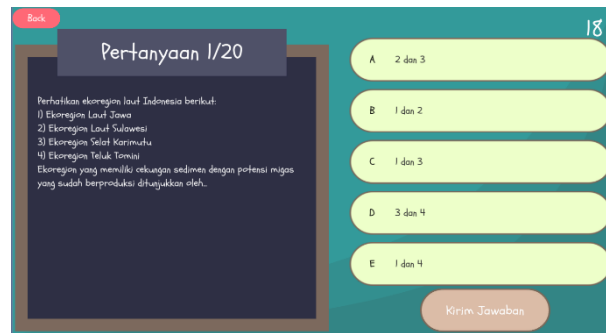 Back
18
Pertanyaan 1/20
Perhatikan ekoregion laut Indonesia berikut:
1) Ekoregion Laut Jawa
2) Ekoregion Laut Sulawesi
3) Ekoregion Selat Karimutu
4) Ekoregion Teluk Tomini
Ekoregion yang memiliki cekungan sedimen dengan potensi migas
yang sudah berproduksi ditunjukkan oleh..
A 2 dan 3
B 1 dan 2
C 1 dan 3
D 3 dan 4
E 1 dan 4
Kirim Jawaban